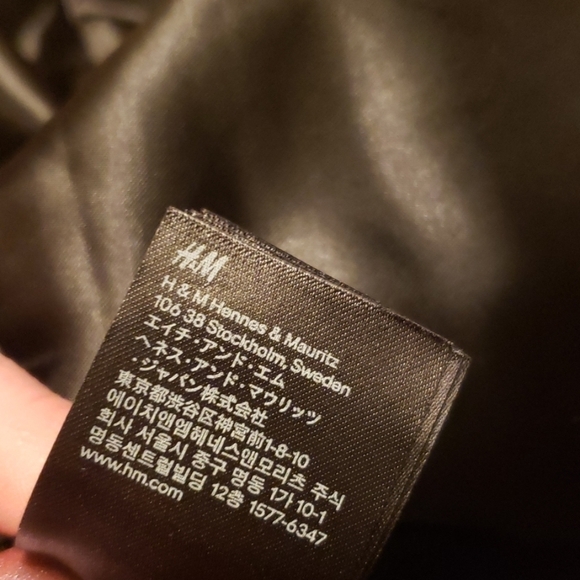 H&M
H & M Hennes & Mauritz
106 38 Stockholm, Sweden
エイチ・アンド・エム
ヘネス・アンド・マウリッツ
・ジャパン株式会社
東京都渋谷区神宮前1-8-10
에이치앤엠헤네스앤모리츠 주식
회사 서울시 중구 명동 1가 10-1
명동센트럴빌딩 12층 1577-6347
www.hm.com